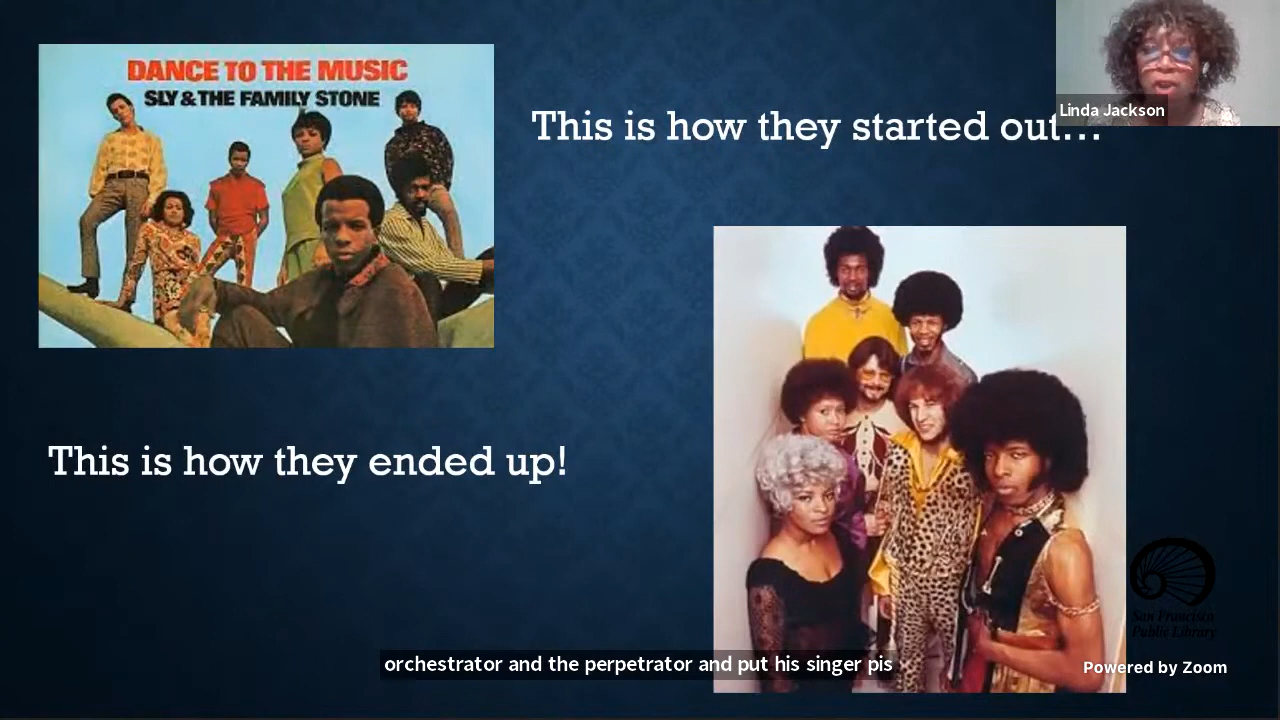 DANCE TO THE MUSIC
SLY & THE FAMILY STONE
This is how they started out...
Linda Jackson
This is how they ended up!
San Francisco
Public Library
orchestrator and the perpetrator and put his singer pis
Powered by Zoom